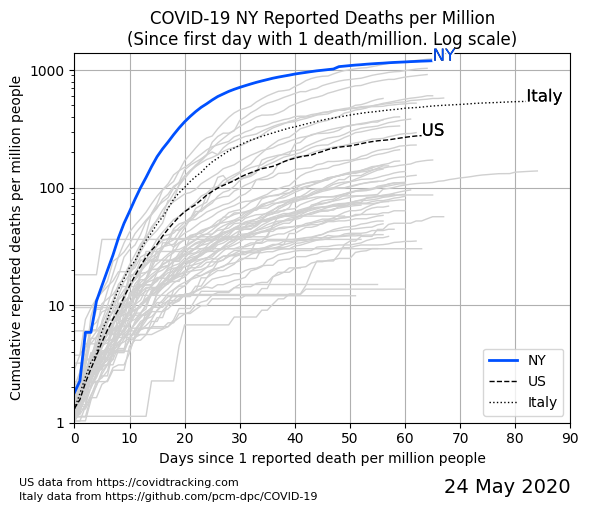 COVID-19 NY Reported Deaths per Million
(Since first day with 1 death/million. Log scale)
Cumulative reported deaths per million people
1000
100
10
1
NY
Italy
US
NY
US
Italy
0 10 20 30 40 50 60 70 80 90
Days since 1 reported death per million people
US data from https://covidtracking.com
Italy data from https://github.com/pcm-dpc/COVID-19
24 May 2020